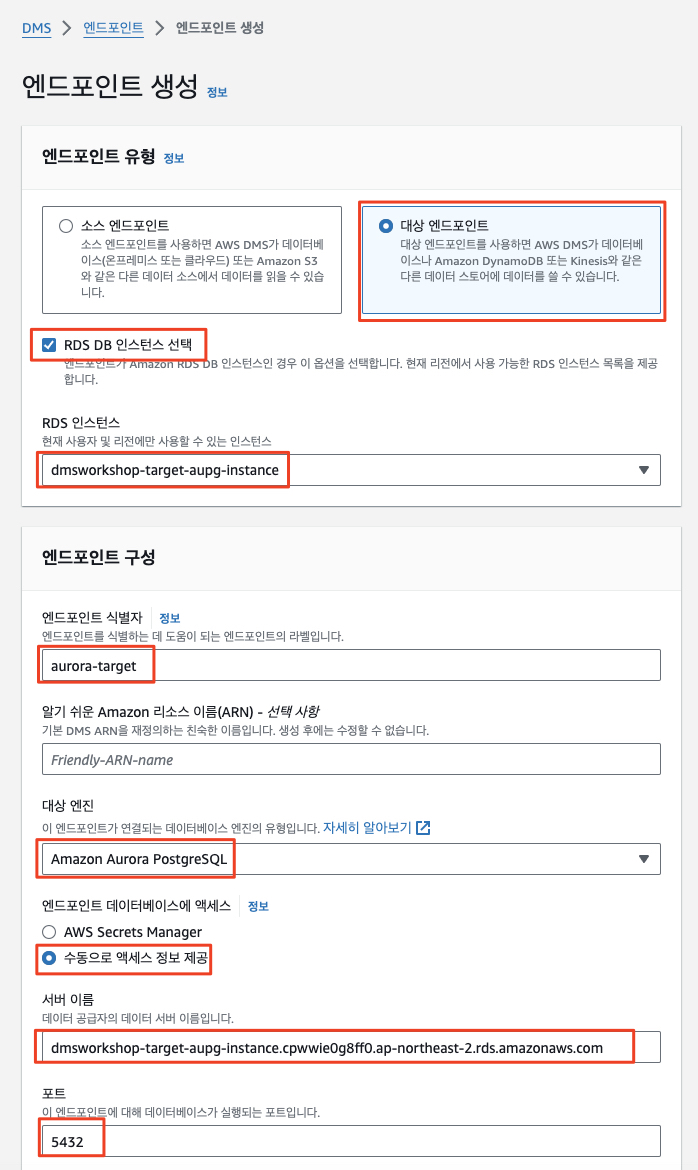 DMS > 엔드포인트 > 엔드포인트 생성
엔드포인트 생성 정보
엔드포인트 유형 정보
소스 엔드포인트
소스 엔드포인트를 사용하면 AWS DMS가 데이터베
이스(온프레미스 또는 클라우드) 또는 Amazon S3
와 같은 다른 데이터 소스에서 데이터를 읽을 수 있습
니다.
대상 엔드포인트
대상 엔드포인트를 사용하면 AWS DMS가 데이터베
이스나 Amazon DynamoDB 또는 Kinesis와 같은
다른 데이터 스토어에 데이터를 쓸 수 있습니다.
RDS DB 인스턴스 선택
엔드포인트가 Amazon RDS DB 인스턴스인 경우 이 옵션을 선택합니다. 현재 리전에서 사용 가능한 RDS 인스턴스 목록을 제공
합니다.
RDS 인스턴스
현재 사용자 및 리전에만 사용할 수 있는 인스턴스
dmsworkshop-target-aupg-instance
엔드포인트 구성
엔드포인트 식별자 정보
엔드포인트를 식별하는 데 도움이 되는 엔드포인트의 라벨입니다.
aurora-target
알기 쉬운 Amazon 리소스 이름(ARN) - 선택 사항
기본 DMS ARN을 재정의하는 친숙한 이름입니다. 생성 후에는 수정할 수 없습니다.
Friendly-ARN-name
대상 엔진
이 엔드포인트가 연결되는 데이터베이스 엔진의 유형입니다. 자세히 알아보기
Amazon Aurora PostgreSQL
엔드포인트 데이터베이스에 액세스 정보
AWS Secrets Manager
수동으로 액세스 정보 제공
서버 이름
데이터 공급자의 데이터 서버 이름입니다.
dmsworkshop-target-aupg-instance.cpwwie0g8ff0.ap-northeast-2.rds.amazonaws.com
포트
이 엔드포인트에 대해 데이터베이스가 실행되는 포트입니다.
5432